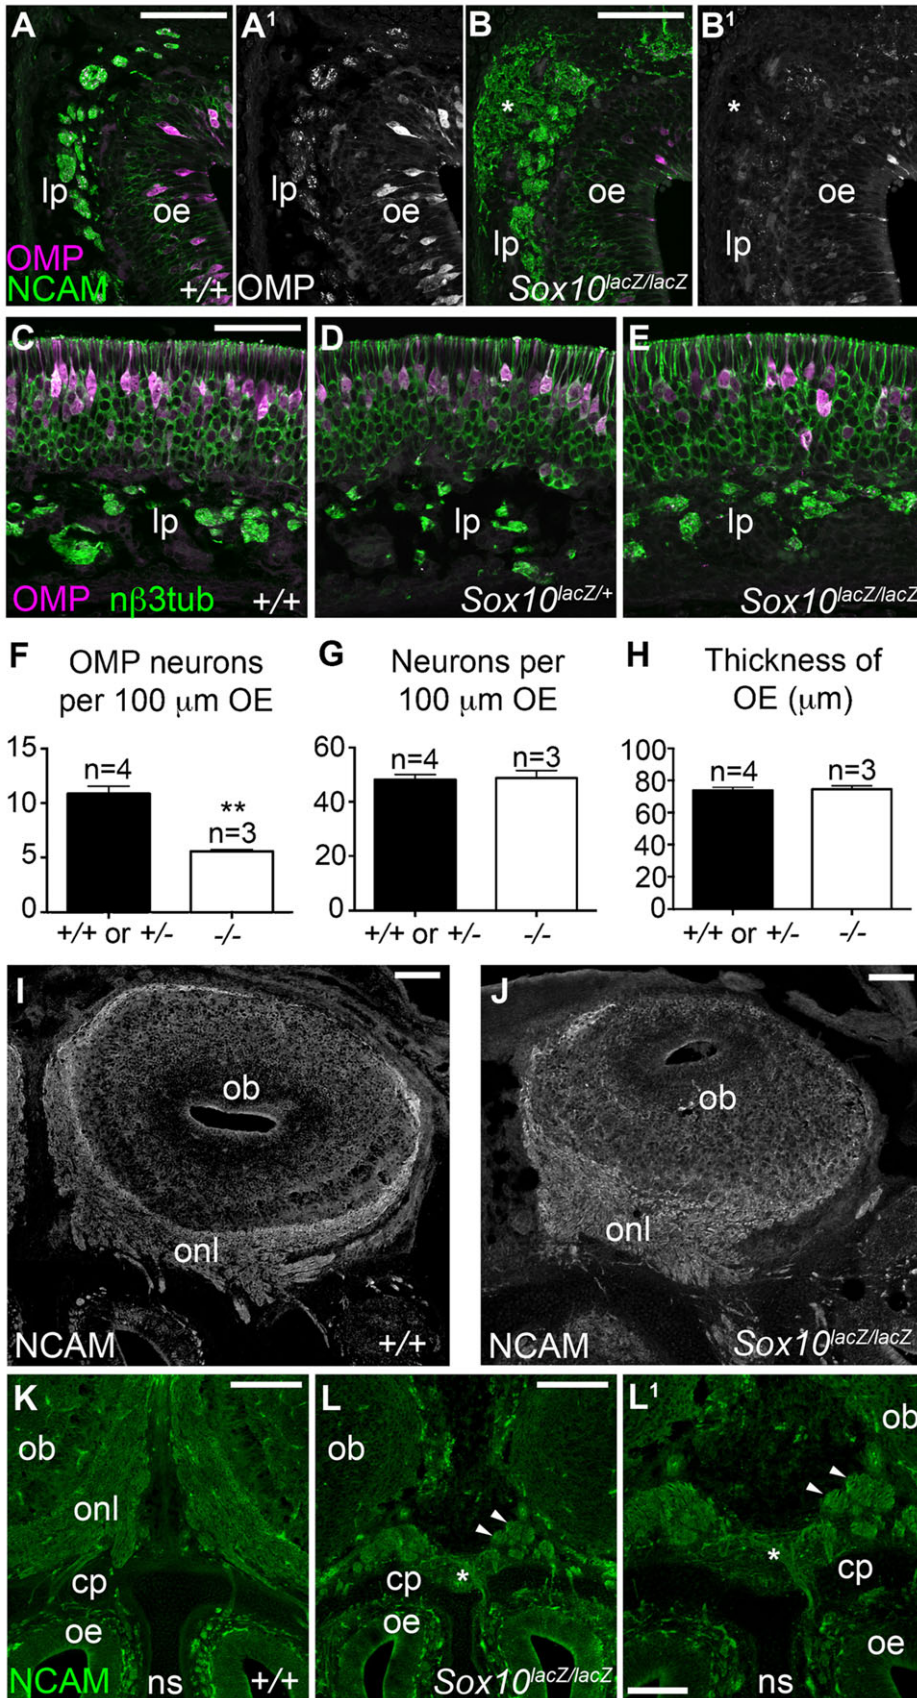 A
A¹
B
B¹
*
*
lp
oe
lp
oe
oe
lp
oe
lp
OMP
NCAM
+/+
OMP
Sox10lacZ/lacZ
C
D
E
lp
lp
lp
OMP nβ3tub
+/+
Sox10lacZ/+
Sox10lacZ/lacZ
F
OMP neurons
per 100 μm OE
15
10
5
0
n=4
**
n=3
+/+ or +/-
-/-
G
Neurons per
100 μm OE
60
40
20
0
n=4
n=3
+/+ or +/-
-/-
H
Thickness of
OE (μm)
100
80
60
40
20
0
n=4
n=3
+/+ or +/-
-/-
I
ob
onl
NCAM
+/+
J
ob
onl
NCAM
Sox10lacZ/lacZ
K
ob
onl
cp
oe
ns
NCAM
+/+
L
ob
*
cp
oe
Sox10lacZ/lacZ
L¹
ob
*
cp
oe
ns